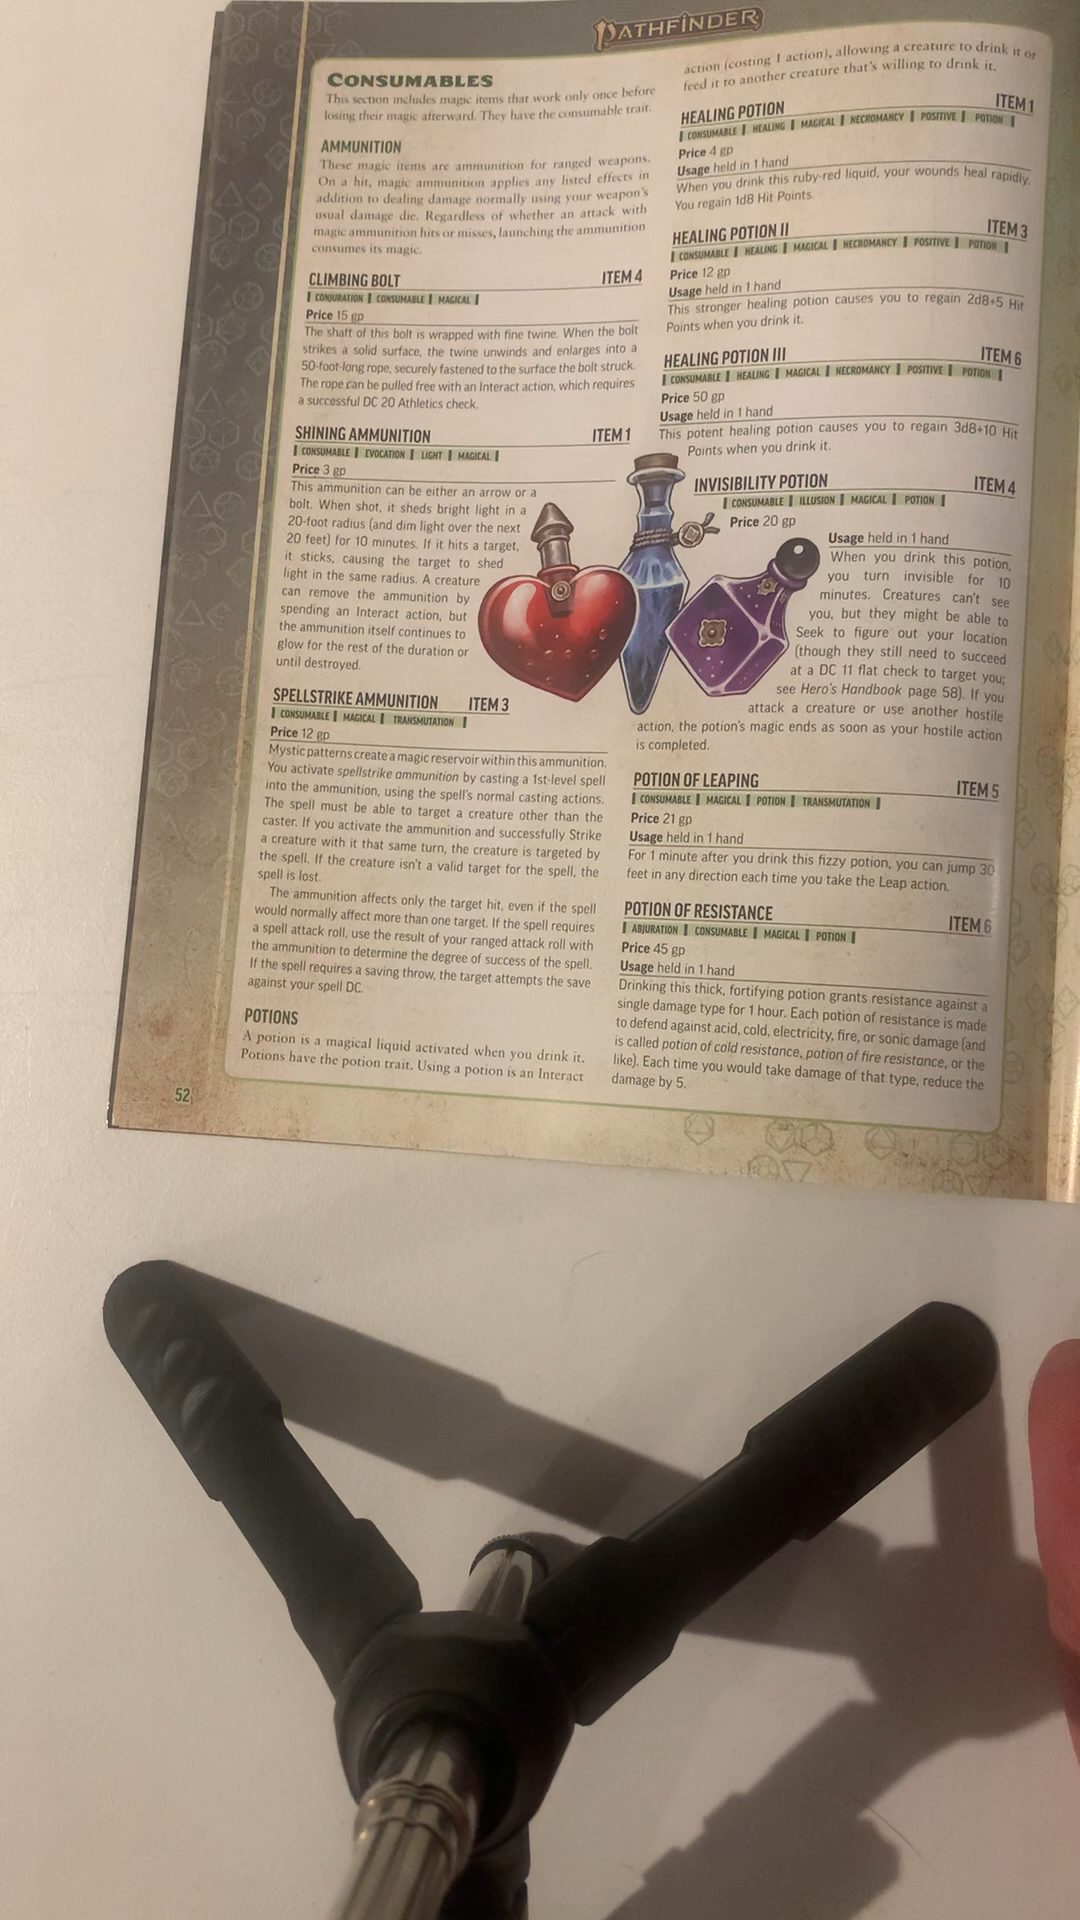 PATHFINDER
CONSUMABLES
This section includes magic items that work only once before
losing their magic afterward. They have the consumable trait.
AMMUNITION
These magic items are ammunition for ranged weapons.
On a hit, magic ammunition applies any listed effects in
addition to dealing damage normally using your weapon's
usual damage die. Regardless of whether an attack with
magic ammunition hits or misses, launching the ammunition
consumes its magic.
CLIMBING BOLT ITEM 4
CONJURATION CONSUMABLE MAGICAL
Price 15 gp
The shaft of this bolt is wrapped with fine twine. When the bolt
strikes a solid surface, the twine unwinds and enlarges into a
50-foot-long rope, securely fastened to the surface the bolt struck.
The rope can be pulled free with an Interact action, which requires
a successful DC 20 Athletics check.
SHINING AMMUNITION ITEM 1
CONSUMABLE EVOCATION LIGHT MAGICAL
Price 3 gp
This ammunition can be either an arrow or a
bolt. When shot, it sheds bright light in a
20-foot radius (and dim light over the next
20 feet) for 10 minutes. If it hits a target,
it sticks, causing the target to shed
light in the same radius. A creature
can remove the ammunition by
spending an Interact action, but
the ammunition itself continues to
glow for the rest of the duration or
until destroyed.
SPELLSTRIKE AMMUNITION ITEM 3
CONSUMABLE MAGICAL TRANSMUTATION
Price 12 gp
Mystic patterns create a magic reservoir within this ammunition.
You activate spellstrike ammunition by casting a 1st-level spell
into the ammunition, using the spell's normal casting actions.
The spell must be able to target a creature other than the
caster. If you activate the ammunition and successfully Strike
a creature with it that same turn, the creature is targeted by
the spell. If the creature isn't a valid target for the spell, the
spell is lost.
The ammunition affects only the target hit, even if the spell
would normally affect more than one target. If the spell requires
a spell attack roll, use the result of your ranged attack roll with
the ammunition to determine the degree of success of the spell.
If the spell requires a saving throw, the target attempts the save
against your spell DC.
POTIONS
A potion is a magical liquid activated when you drink it.
Potions have the potion trait. Using a potion is an Interact
52
action (costing 1 action), allowing a creature to drink it or
feed it to another creature that's willing to drink it.
HEALING POTION ITEM 1
CONSUMABLE HEALING MAGICAL NECROMANCY POSITIVE POTION
Price 4 gp
Usage held in 1 hand
When you drink this ruby-red liquid, your wounds heal rapidly.
You regain 1d8 Hit Points.
HEALING POTION II ITEM 3
CONSUMABLE HEALING MAGICAL NECROMANCY POSITIVE POTION
Price 12 gp
Usage held in 1 hand
This stronger healing potion causes you to regain 2d8+5 Hit
Points when you drink it.
HEALING POTION III ITEM 6
CONSUMABLE HEALING MAGICAL NECROMANCY POSITIVE POTION
Price 50 gp
Usage held in 1 hand
This potent healing potion causes you to regain 3d8+10 Hit
Points when you drink it.
INVISIBILITY POTION ITEM 4
CONSUMABLE ILLUSION MAGICAL POTION
Price 20 gp
Usage held in 1 hand
When you drink this potion,
you turn invisible for 10
minutes. Creatures can't see
you, but they might be able to
Seek to figure out your location
(though they still need to succeed
at a DC 11 flat check to target you;
see Hero's Handbook page 58). If you
attack a creature or use another hostile
action, the potion's magic ends as soon as your hostile action
is completed.
POTION OF LEAPING ITEM 5
CONSUMABLE MAGICAL POTION TRANSMUTATION
Price 21 gp
Usage held in 1 hand
For 1 minute after you drink this fizzy potion, you can jump 30
feet in any direction each time you take the Leap action.
POTION OF RESISTANCE ITEM 6
ABJURATION CONSUMABLE MAGICAL POTION
Price 45 gp
Usage held in 1 hand
Drinking this thick, fortifying potion grants resistance against a
single damage type for 1 hour. Each potion of resistance is made
to defend against acid, cold, electricity, fire, or sonic damage (and
is called potion of cold resistance, potion of fire resistance, or the
like). Each time you would take damage of that type, reduce the
damage by 5.